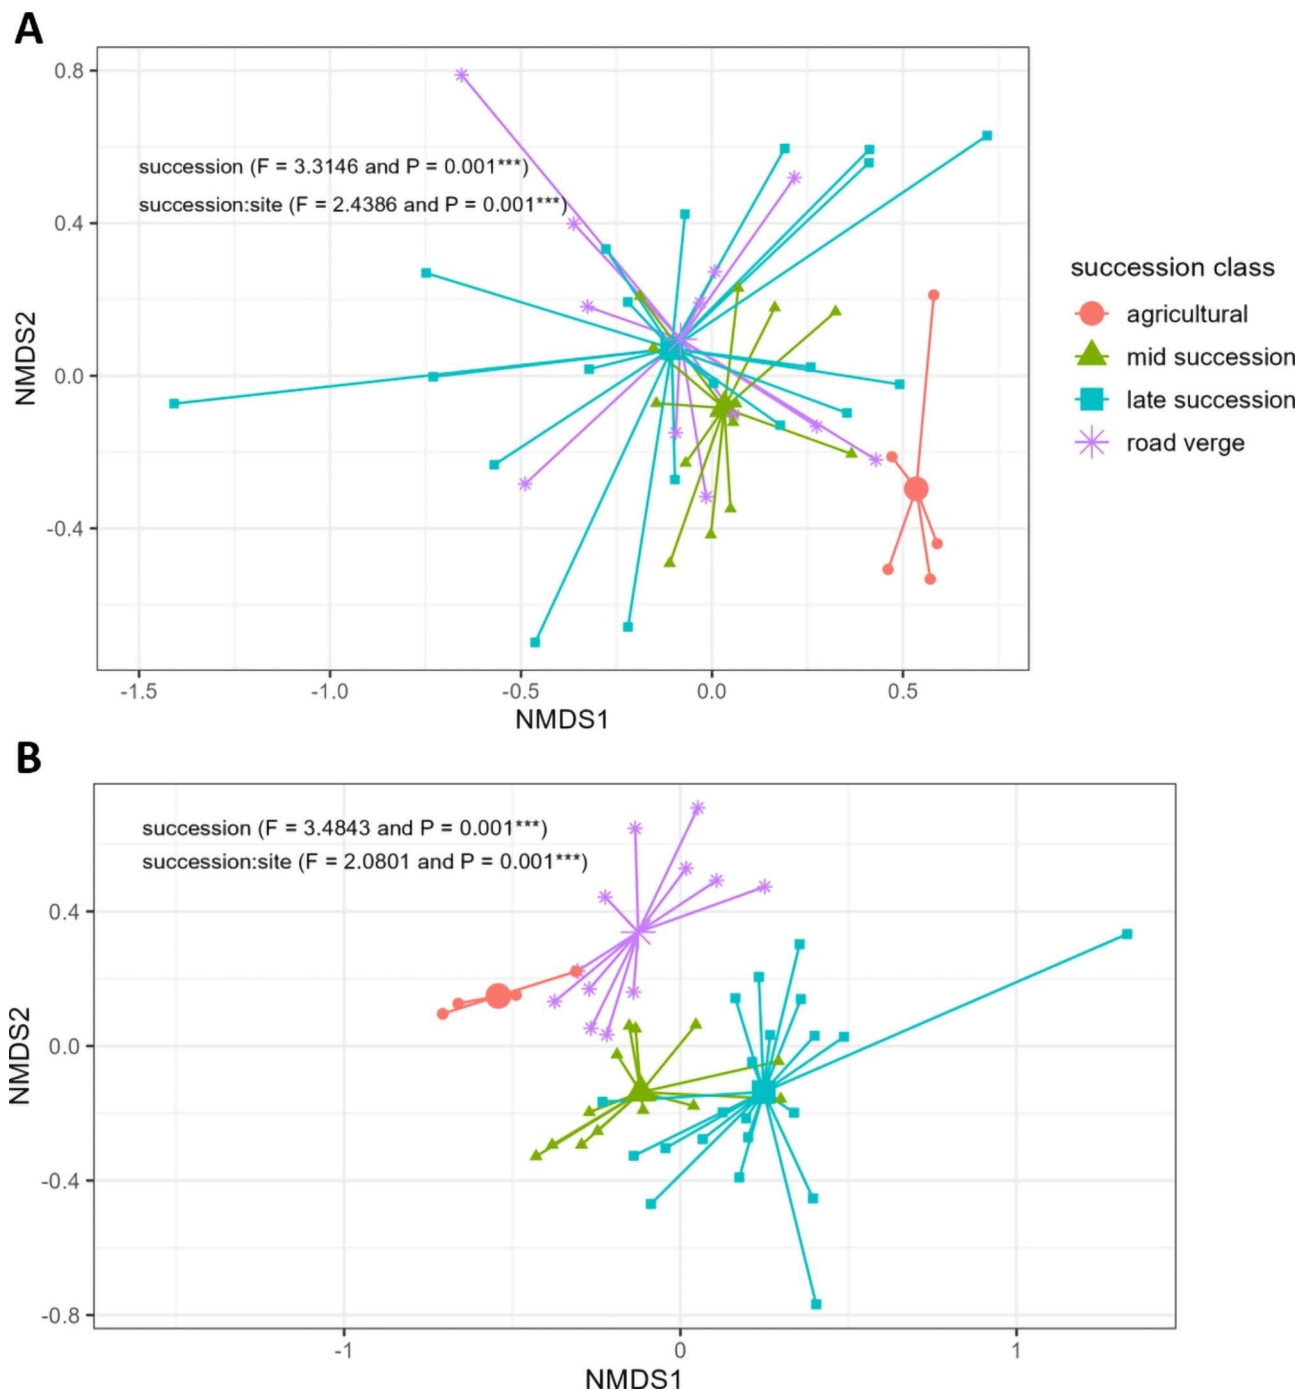 A
0.8
succession (F = 3.3146 and P = 0.001***)
succession:site (F = 2.4386 and P = 0.001***)
0.4
NMDS2
0.0
-0.4
-1.5 -1.0 -0.5 0.0 0.5
NMDS1
succession class
agricultural
mid succession
late succession
road verge
B
succession (F = 3.4843 and P = 0.001***)
succession:site (F = 2.0801 and P = 0.001***)
0.4
NMDS2
0.0
-0.4
-0.8
-1 0 1
NMDS1